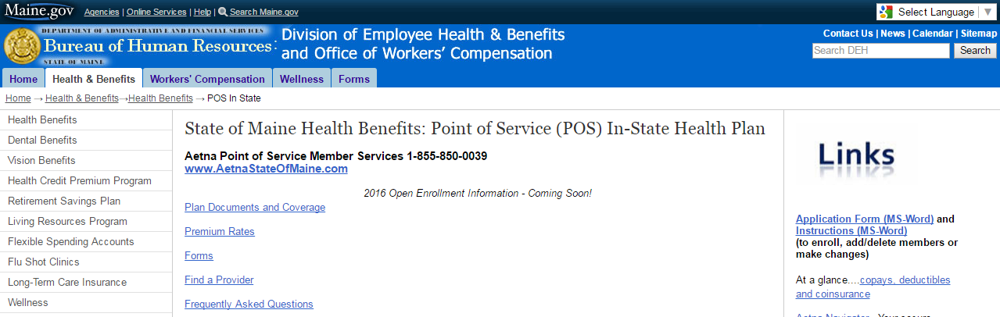 Maine.gov Agencies | Online Services | Help | Search Maine.gov
Select Language ▼
DEPARTMENT OF ADMINISTRATIVE AND FINANCIAL SERVICES
Bureau of Human Resources:
STATE OF MAINE
Division of Employee Health & Benefits
and Office of Workers' Compensation
Contact Us | News | Calendar | Sitemap
Search DEH Search
Home Health & Benefits Workers' Compensation Wellness Forms
Home → Health & Benefits→Health Benefits → POS In State
Health Benefits
Dental Benefits
Vision Benefits
Health Credit Premium Program
Retirement Savings Plan
Living Resources Program
Flexible Spending Accounts
Flu Shot Clinics
Long-Term Care Insurance
Wellness
State of Maine Health Benefits: Point of Service (POS) In-State Health Plan
Aetna Point of Service Member Services 1-855-850-0039
www.AetnaStateOfMaine.com
2016 Open Enrollment Information - Coming Soon!
Plan Documents and Coverage
Premium Rates
Forms
Find a Provider
Frequently Asked Questions
Links
Application Form (MS-Word) and
Instructions (MS-Word)
(to enroll, add/delete members or
make changes)
At a glance....copays, deductibles
and coinsurance